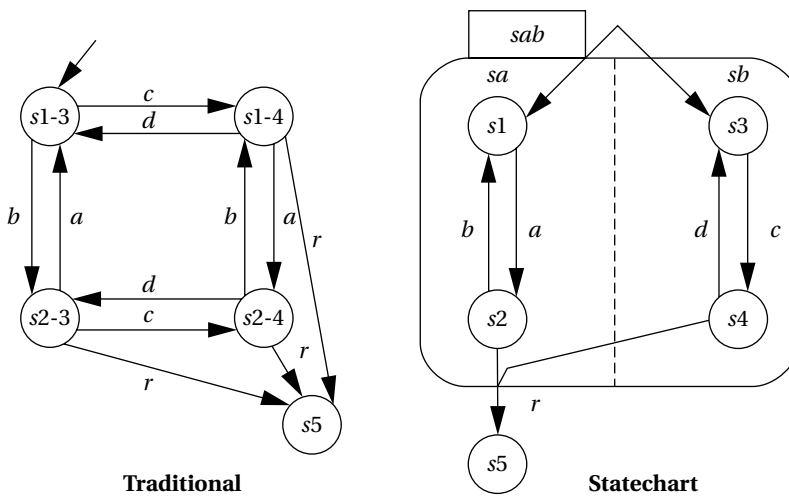 sab
sa
sb
s1-3
c
s1-4
d
b
a
b
a
r
s2-3
d
c
s2-4
r
r
s5
s1
s3
b
a
d
c
s2
s4
r
s5
Traditional
Statechart